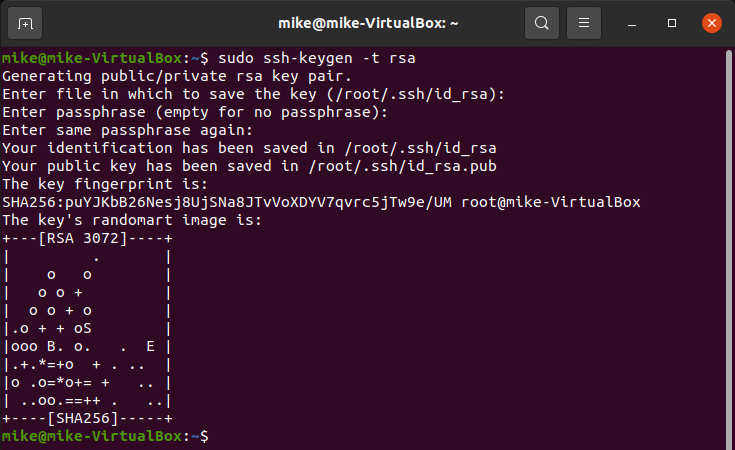 mike@mike-VirtualBox: ~
mike@mike-VirtualBox:~$ sudo ssh-keygen -t rsa
Generating public/private rsa key pair.
Enter file in which to save the key (/root/.ssh/id_rsa):
Enter passphrase (empty for no passphrase):
Enter same passphrase again:
Your identification has been saved in /root/.ssh/id_rsa
Your public key has been saved in /root/.ssh/id_rsa.pub
The key fingerprint is:
SHA256:puYJKbB26Nesj8UjSNa8JTvVoXDYV7qvrc5jTw9e/UM root@mike-VirtualBox
The key's randomart image is:
+---[RSA 3072]----+
|          .       |
|    o   o        |
|   o o +         |
|  o o + o        |
|.o + + oS        |
|ooo B. o.   .  E |
|.+.*=+o  + . ..  |
|o .o=*o+= +   .. |
| ..oo.==++ .   ..|
+----[SHA256]-----+
mike@mike-VirtualBox:~$